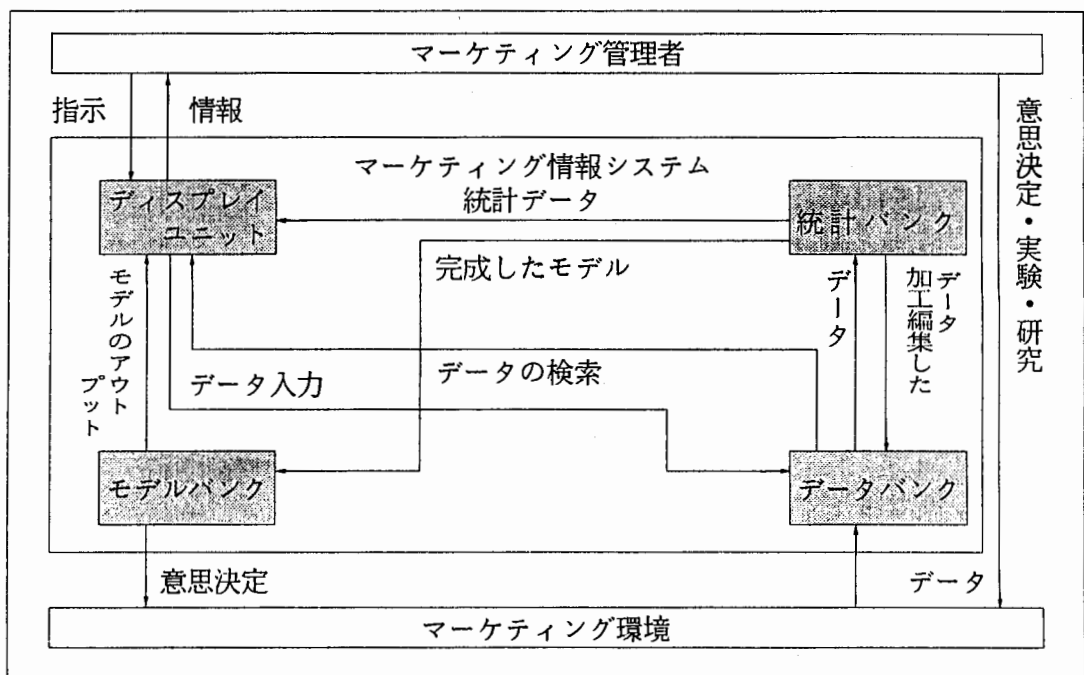 マーケティング管理者
指示
情報
意思決定・実験・研究
マーケティング情報システム
ディスプレイ
ユニット
統計データ
統計バンク
完成したモデル
モデルのアウト
プット
データ入力
データの検索
データ
データ
加工編集した
モデルバンク
データバンク
意思決定
データ
マーケティング環境